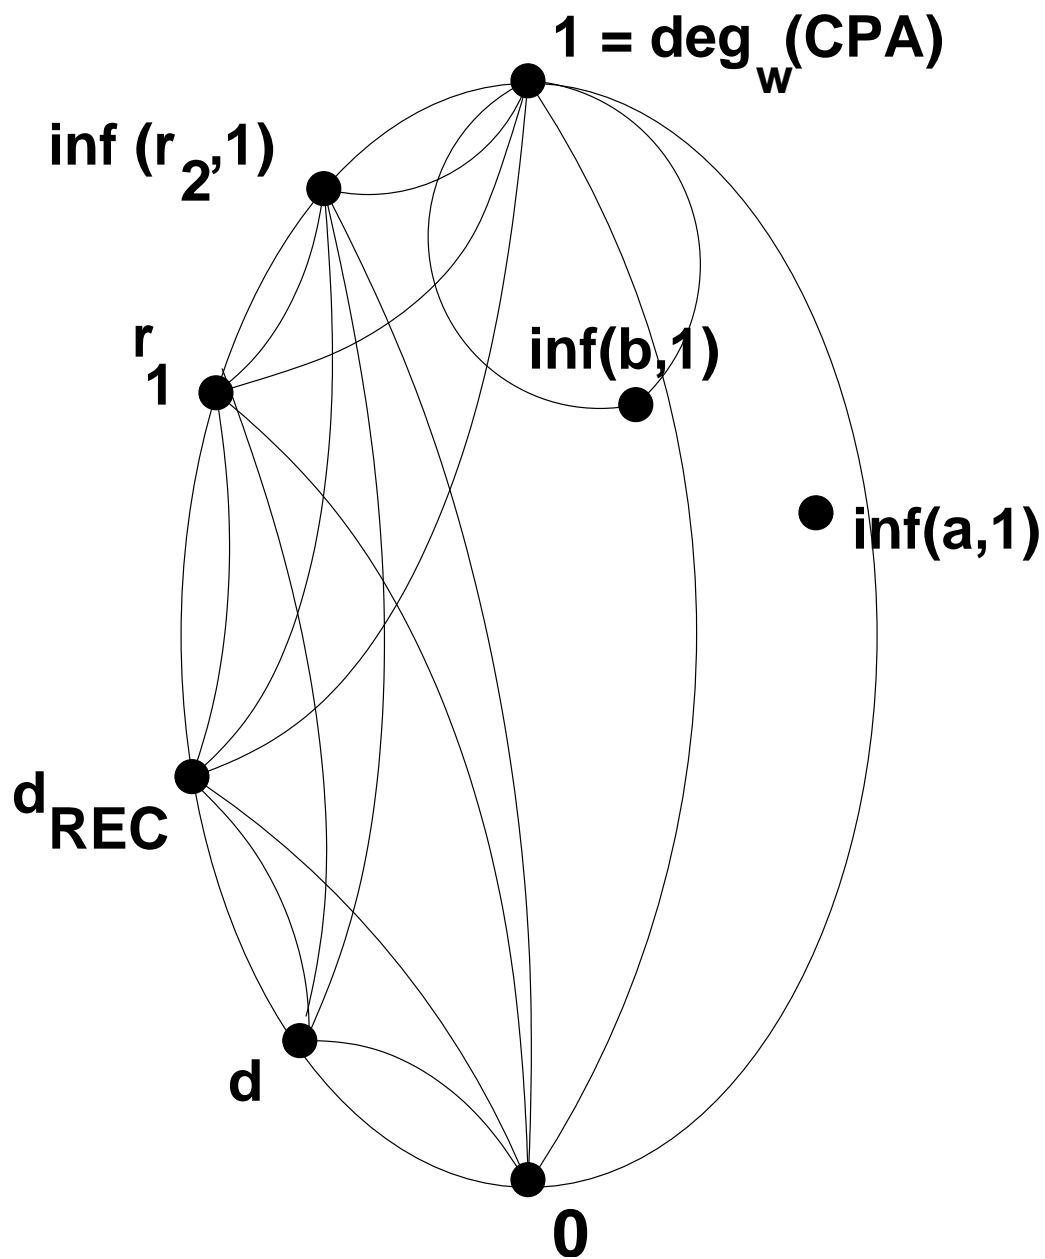 1 = deg_w(CPA)
inf (r_2,1)
r_1
inf(b,1)
inf(a,1)
d_REC
d
0